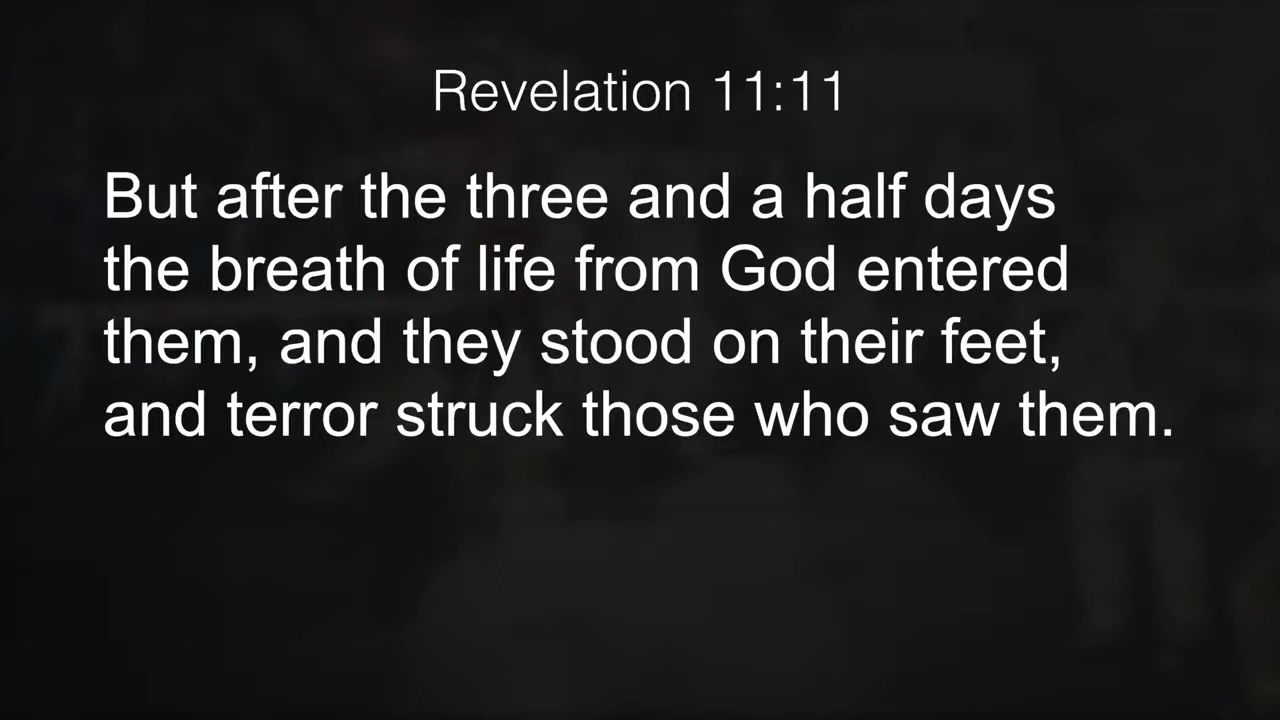 Revelation 11:11
But after the three and a half days
the breath of life from God entered
them, and they stood on their feet,
and terror struck those who saw them.